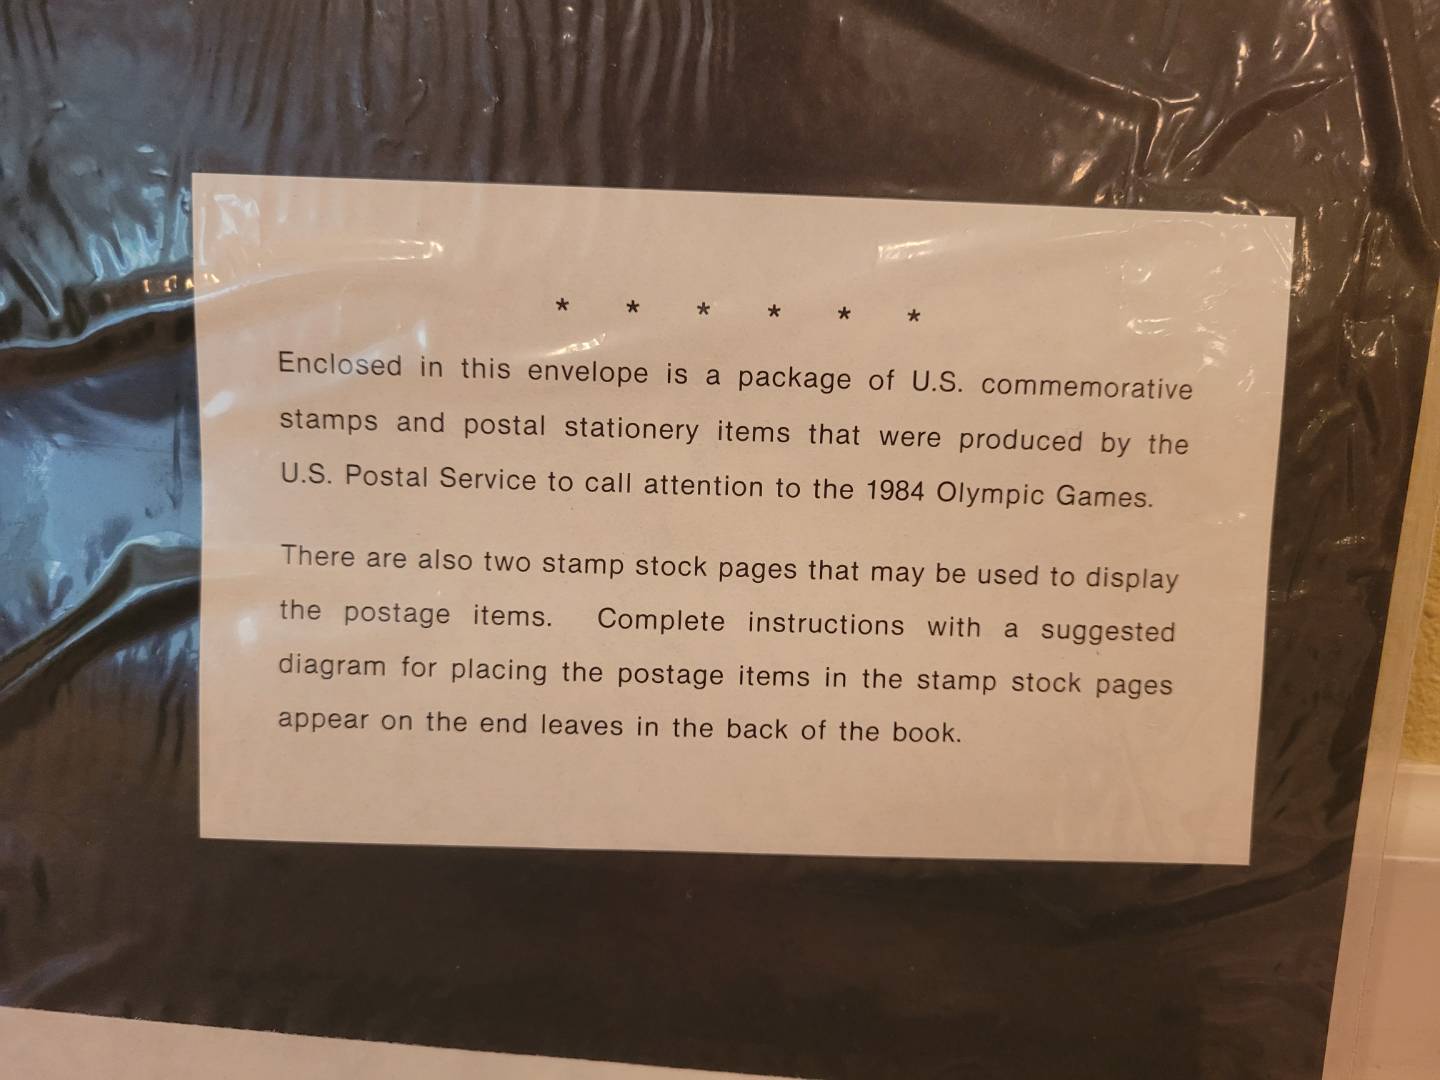 * * * * * *
Enclosed in this envelope is a package of U.S. commemorative
stamps and postal stationery items that were produced by the
U.S. Postal Service to call attention to the 1984 Olympic Games.
There are also two stamp stock pages that may be used to display
the postage items. Complete instructions with a suggested
diagram for placing the postage items in the stamp stock pages
appear on the end leaves in the back of the book.